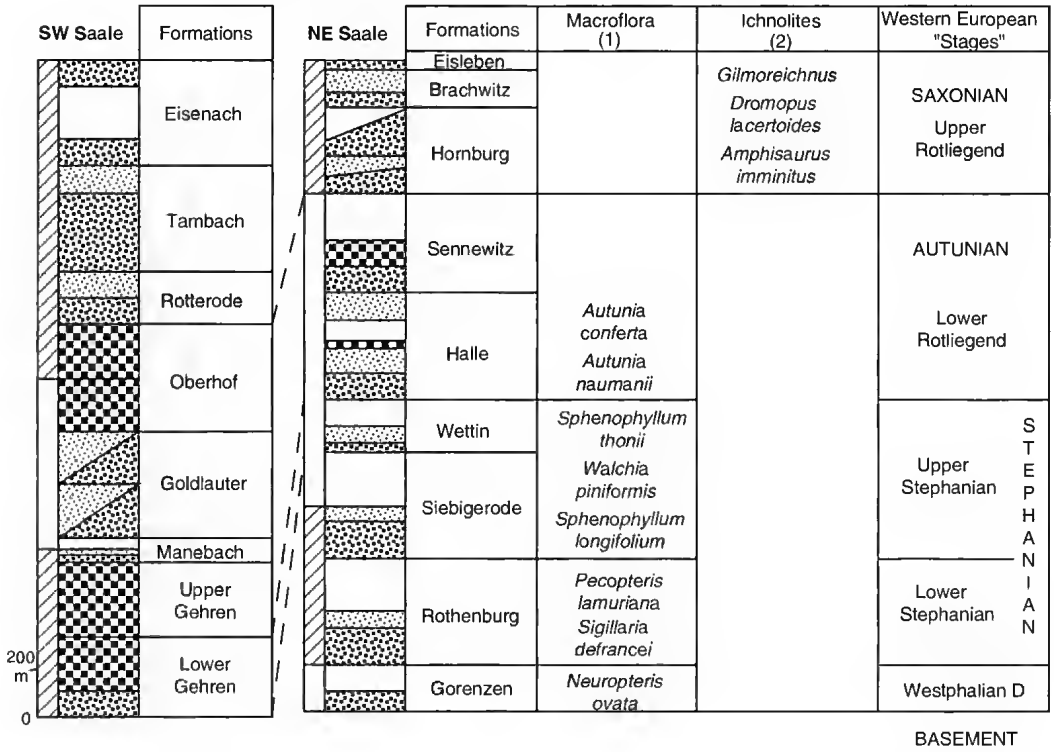 SW Saale
Formations
Eisenach
Tambach
Rotterode
Oberhof
Goldlauter
Manebach
Upper
Gehren
Lower
Gehren
200
m
0
NE Saale
Formations
Eisleben
Brachwitz
Hornburg
Sennewitz
Halle
Wettin
Siebigerode
Rothenburg
Gorenzen
Macroflora
(1)
Autunia
conferta
Autunia
naumanii
Sphenophyllum
thonii
Walchia
piniformis
Sphenophyllum
longifolium
Pecopteris
lamuriana
Sigillaria
defrancei
Neuropteris
ovata
Ichnolites
(2)
Gilmoreichnus
Dromopus
lacertoides
Amphisaurus
imminitus
Western European
"Stages"
SAXONIAN
Upper
Rotliegend
AUTUNIAN
Lower
Rotliegend
Upper
Stephanian
Lower
Stephanian
STEPHANIAN
Westphalian D
BASEMENT